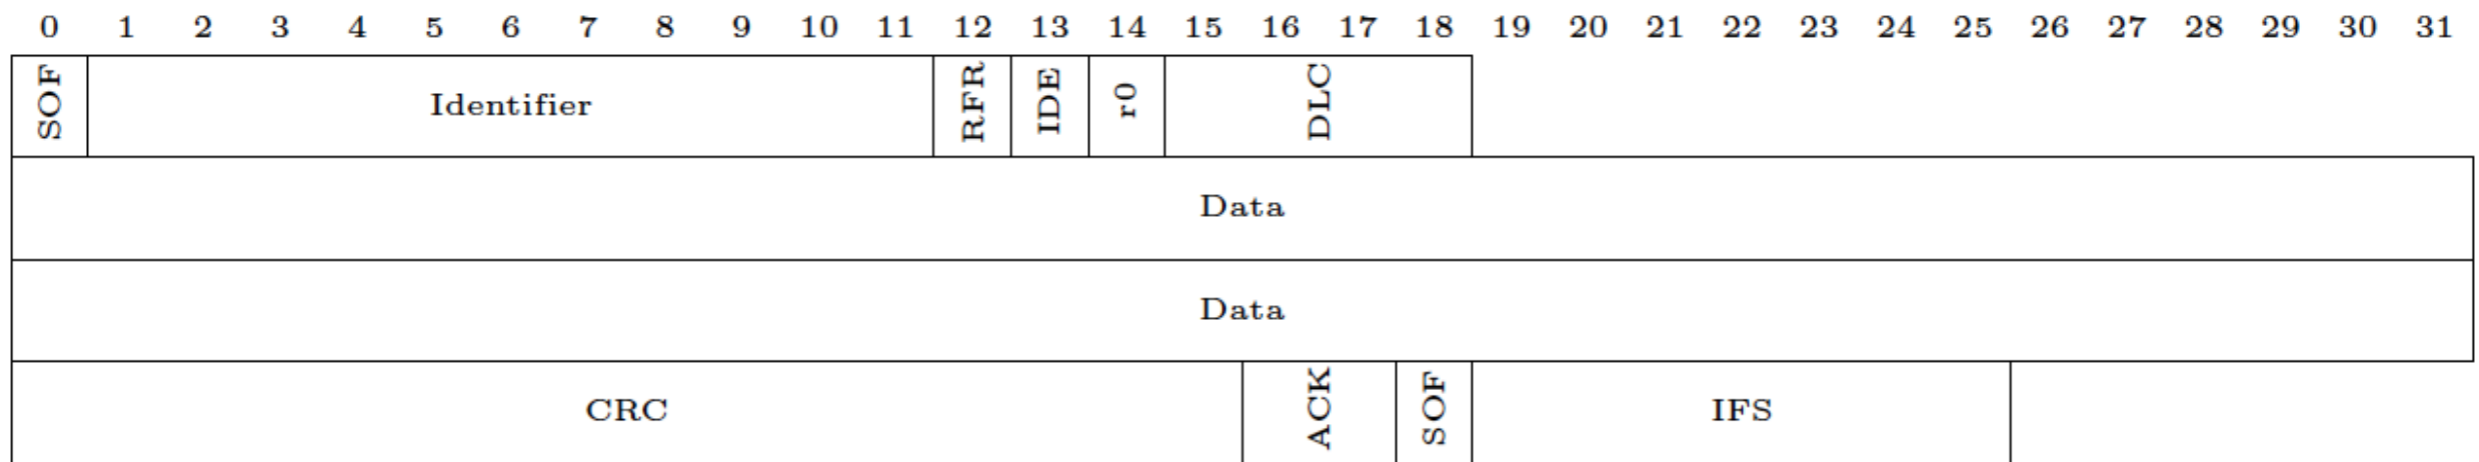 0 1 2 3 4 5 6 7 8 9 10 11 12 13 14 15 16 17 18 19 20 21 22 23 24 25 26 27 28 29 30 31
SOF Identifier RFR IDE r0 DLC
Data
Data
CRC ACK SOF IFS